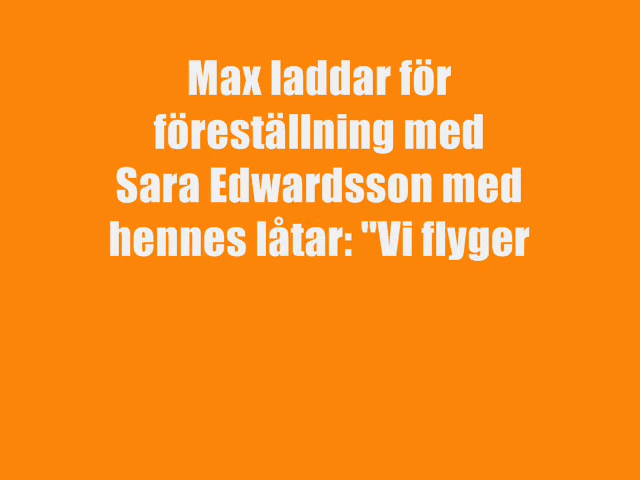 Max laddar för
föreställning med
Sara Edwardsson med
hennes låtar: "Vi flyger